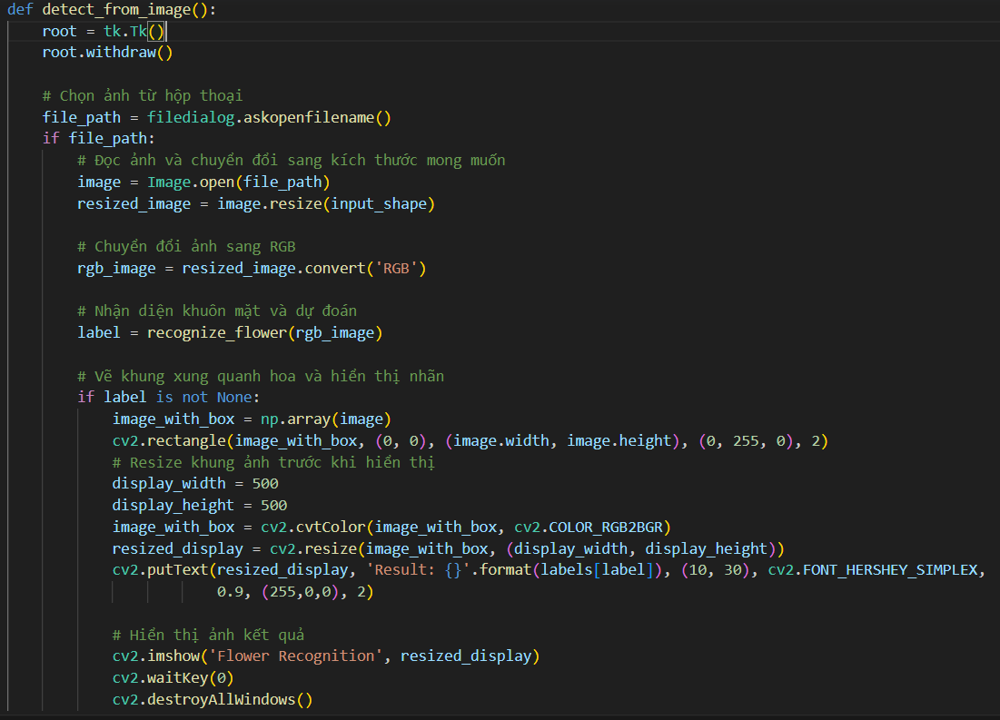 def detect_from_image():
    root = tk.Tk()
    root.withdraw()

    # Chọn ảnh từ hộp thoại
    file_path = filedialog.askopenfilename()
    if file_path:
        # Đọc ảnh và chuyển đổi sang kích thước mong muốn
        image = Image.open(file_path)
        resized_image = image.resize(input_shape)

        # Chuyển đổi ảnh sang RGB
        rgb_image = resized_image.convert('RGB')

        # Nhận diện khuôn mặt và dự đoán
        label = recognize_flower(rgb_image)

        # Vẽ khung xung quanh hoa và hiển thị nhãn
        if label is not None:
            image_with_box = np.array(image)
            cv2.rectangle(image_with_box, (0, 0), (image.width, image.height), (0, 255, 0), 2)
            # Resize khung ảnh trước khi hiển thị
            display_width = 500
            display_height = 500
            image_with_box = cv2.cvtColor(image_with_box, cv2.COLOR_RGB2BGR)
            resized_display = cv2.resize(image_with_box, (display_width, display_height))
            cv2.putText(resized_display, 'Result: {}'.format(labels[label]), (10, 30), cv2.FONT_HERSHEY_SIMPLEX,
                        0.9, (255,0,0), 2)

            # Hiển thị ảnh kết quả
            cv2.imshow('Flower Recognition', resized_display)
            cv2.waitKey(0)
            cv2.destroyAllWindows()